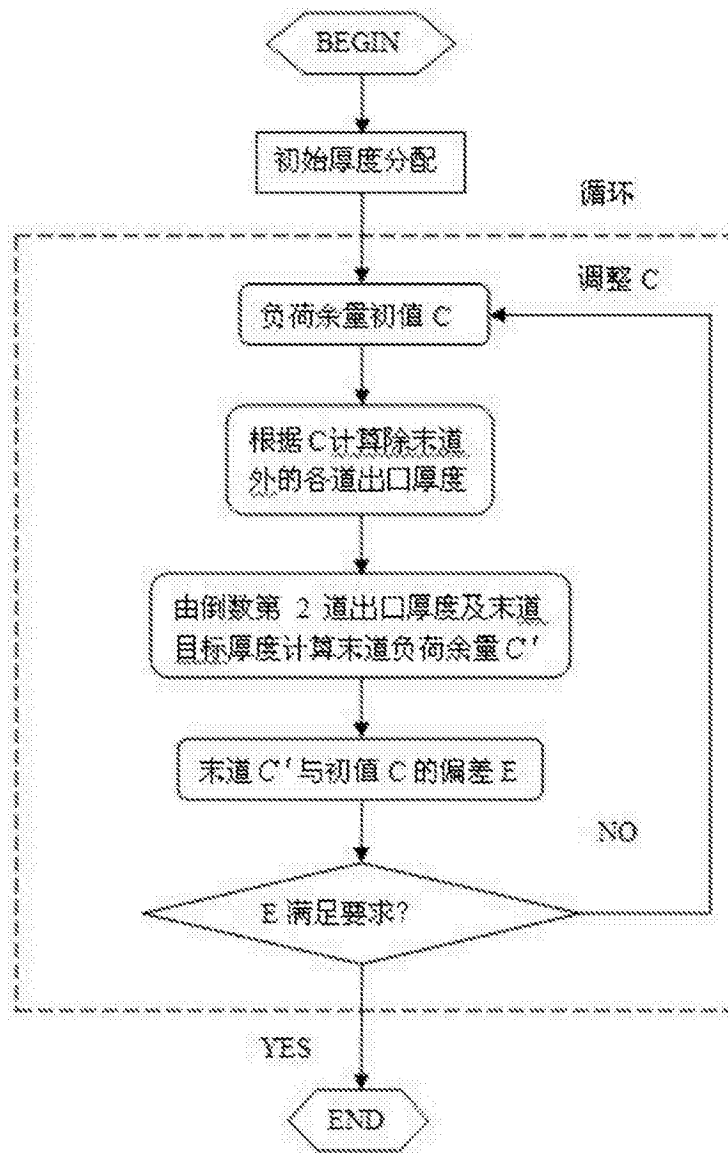 BEGIN
初始厚度分配
循环
调整 C
负荷余量初值 C
根据 C 计算除末道
外的各道出口厚度
由倒数第 2 道出口厚度及末道
目标厚度计算末道负荷余量 C'
末道 C' 与初值 C 的偏差 E
NO
E 满足要求?
YES
END